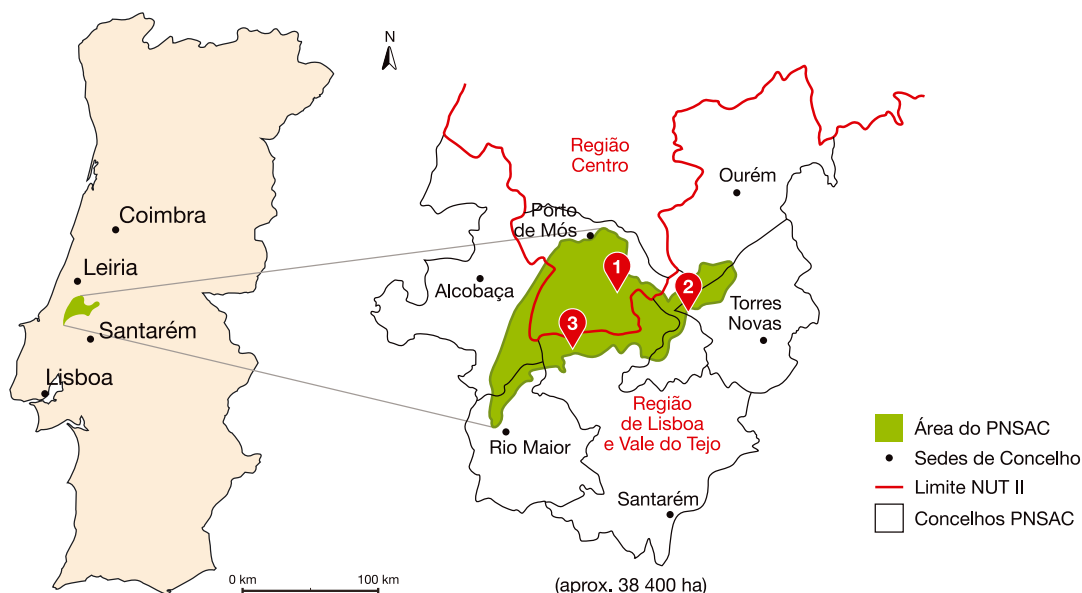 N
Coimbra
Leiria
Santarém
Lisboa
0 km
100 km
Região
Centro
Ourém
Pôrto
de Mós
Alcobaça
1
2
3
Torres
Novas
Região
de Lisboa
e Vale do Tejo
Rio Maior
Santarém
(aprox. 38 400 ha)
Área do PNSAC
Sedes de Concelho
Limite NUT II
Concelhos PNSAC